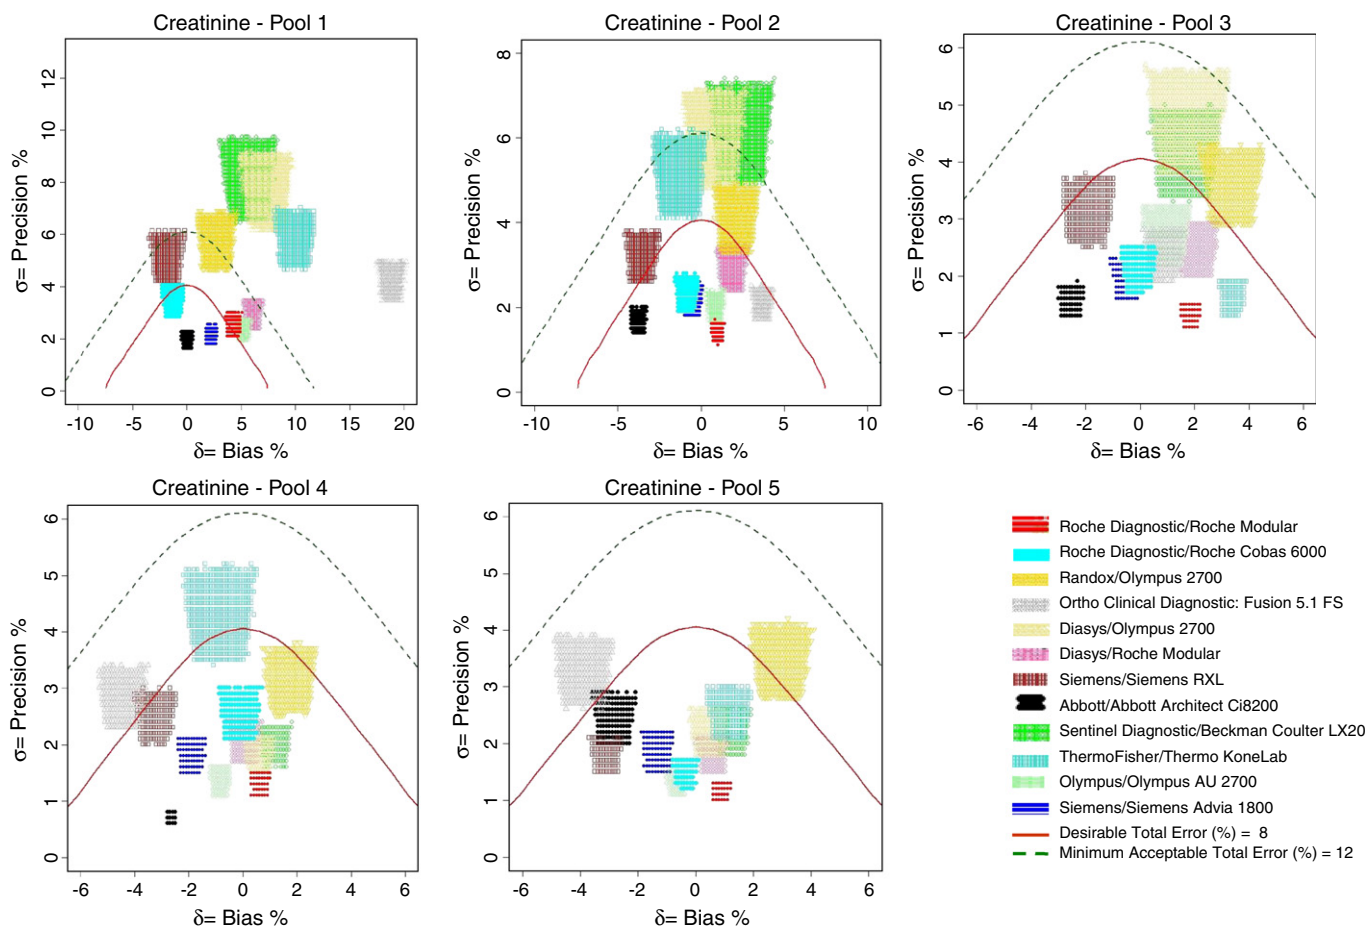 Creatinine - Pool 1
Creatinine - Pool 2
Creatinine - Pool 3
σ= Precision %
12
10
8
6
4
2
0
-10
-5
0
5
10
15
20
δ= Bias %
σ= Precision %
8
6
4
2
0
-10
-5
0
5
10
δ= Bias %
σ= Precision %
6
5
4
3
2
1
0
-6
-4
-2
0
2
4
6
δ= Bias %
Creatinine - Pool 4
Creatinine - Pool 5
σ= Precision %
6
5
4
3
2
1
0
-6
-4
-2
0
2
4
6
δ= Bias %
σ= Precision %
6
5
4
3
2
1
0
-6
-4
-2
0
2
4
6
δ= Bias %
Roche Diagnostic/Roche Modular
Roche Diagnostic/Roche Cobas 6000
Randox/Olympus 2700
Ortho Clinical Diagnostic: Fusion 5.1 FS
Diasys/Olympus 2700
Diasys/Roche Modular
Siemens/Siemens RXL
Abbott/Abbott Architect Ci8200
Sentinel Diagnostic/Beckman Coulter LX20
ThermoFisher/Thermo KoneLab
Olympus/Olympus AU 2700
Siemens/Siemens Advia 1800
Desirable Total Error (%) = 8
Minimum Acceptable Total Error (%) = 12